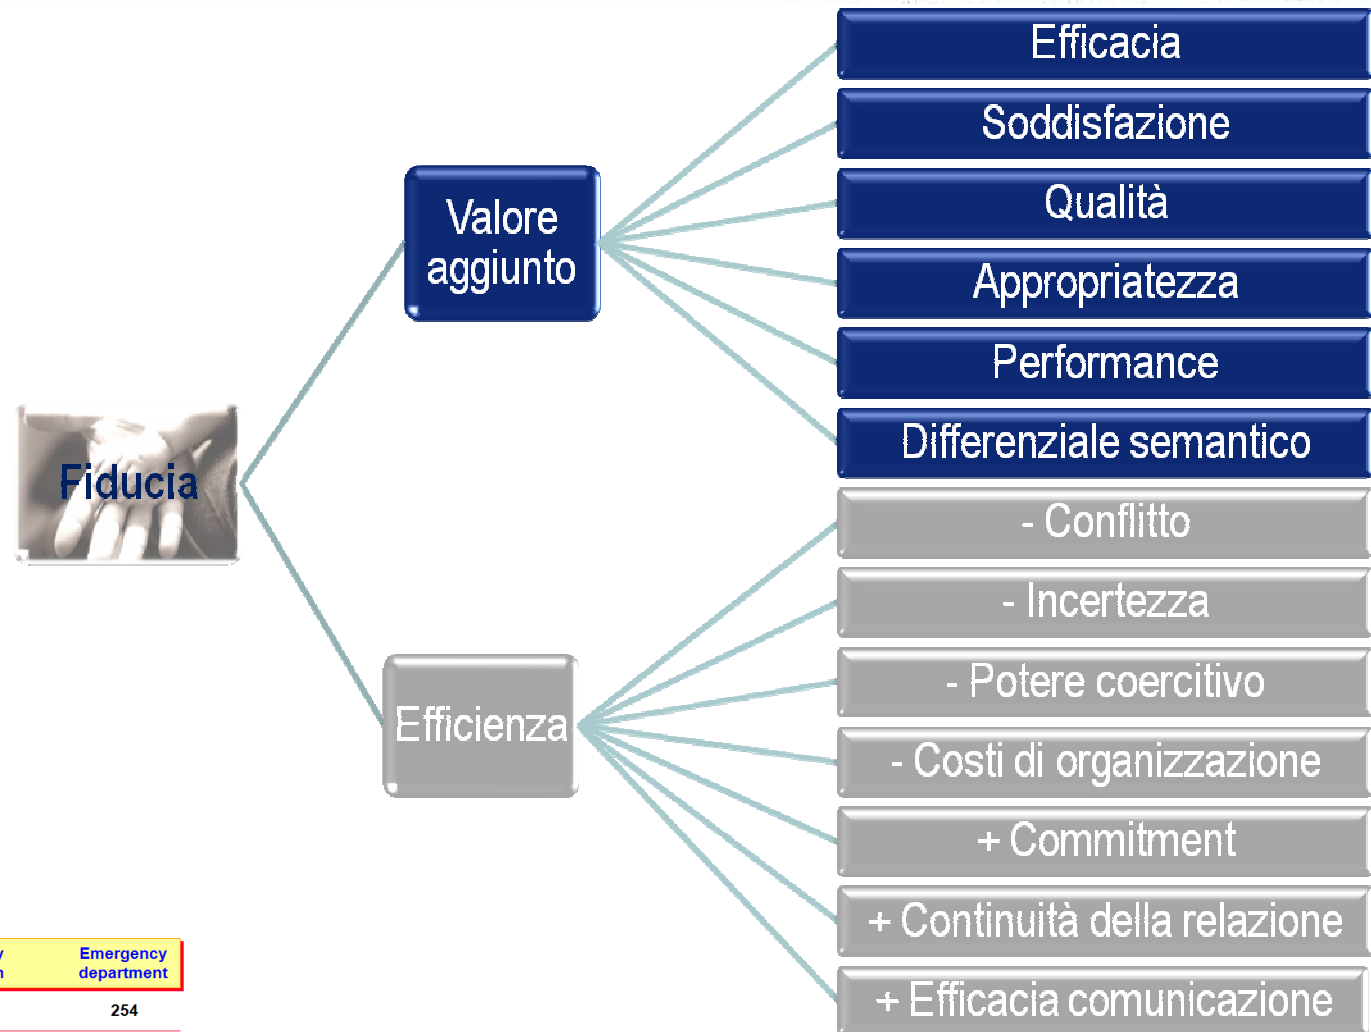 Efficacia
Soddisfazione
Valore
aggiunto
Qualità
Appropriatezza
Performance
Differenziale semantico
Fiducia
- Conflitto
- Incertezza
- Potere coercitivo
Efficienza
- Costi di organizzazione
+ Commitment
+ Continuità della relazione
+ Efficacia comunicazione
Emergency
department
254